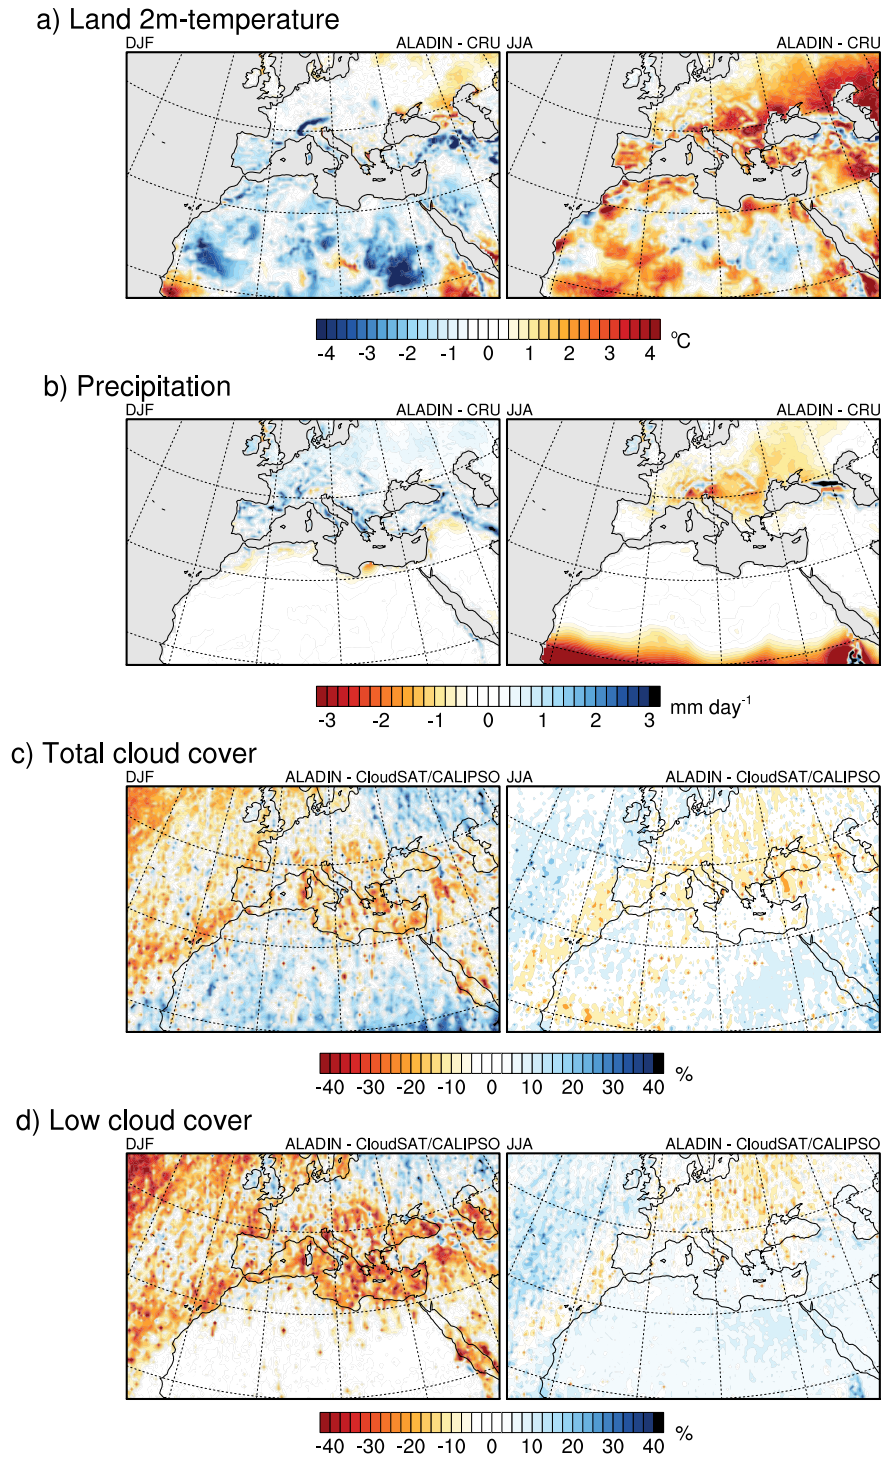 a) Land 2m-temperature
DJF ALADIN - CRU JJA ALADIN - CRU
-4 -3 -2 -1 0 1 2 3 4 °C
b) Precipitation
DJF ALADIN - CRU JJA ALADIN - CRU
-3 -2 -1 0 1 2 3 mm day⁻¹
c) Total cloud cover
DJF ALADIN - CloudSAT/CALIPSO JJA ALADIN - CloudSAT/CALIPSO
-40 -30 -20 -10 0 10 20 30 40 %
d) Low cloud cover
DJF ALADIN - CloudSAT/CALIPSO JJA ALADIN - CloudSAT/CALIPSO
-40 -30 -20 -10 0 10 20 30 40 %